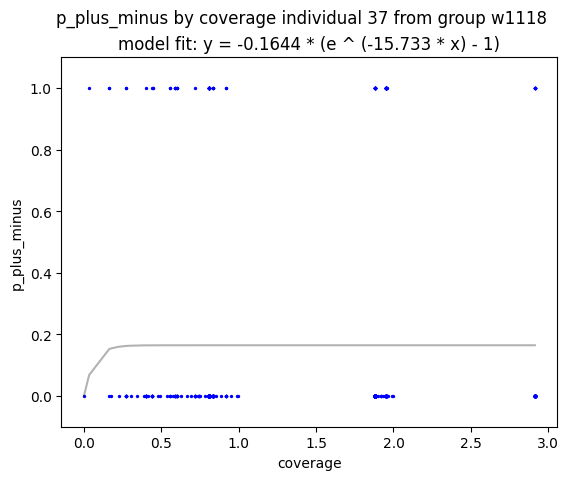 p_plus_minus by coverage individual 37 from group w1118
model fit: y = -0.1644 * (e ^ (-15.733 * x) - 1)
1.0
0.8
0.6
0.4
0.2
0.0
p_plus_minus
0.0 0.5 1.0 1.5 2.0 2.5 3.0
coverage